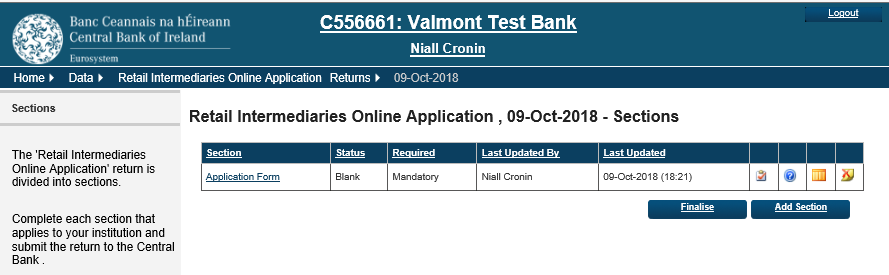 Banc Ceannais na hÉireann
Central Bank of Ireland
Eurosystem
C556661: Valmont Test Bank
Niall Cronin
Logout
Home Data Retail Intermediaries Online Application Returns 09-Oct-2018
Sections
The 'Retail Intermediaries
Online Application' return is
divided into sections.
Complete each section that
applies to your institution and
submit the return to the Central
Bank .
Retail Intermediaries Online Application , 09-Oct-2018 - Sections
Section Status Required Last Updated By Last Updated
Application Form Blank Mandatory Niall Cronin 09-Oct-2018 (18:21)
Finalise Add Section